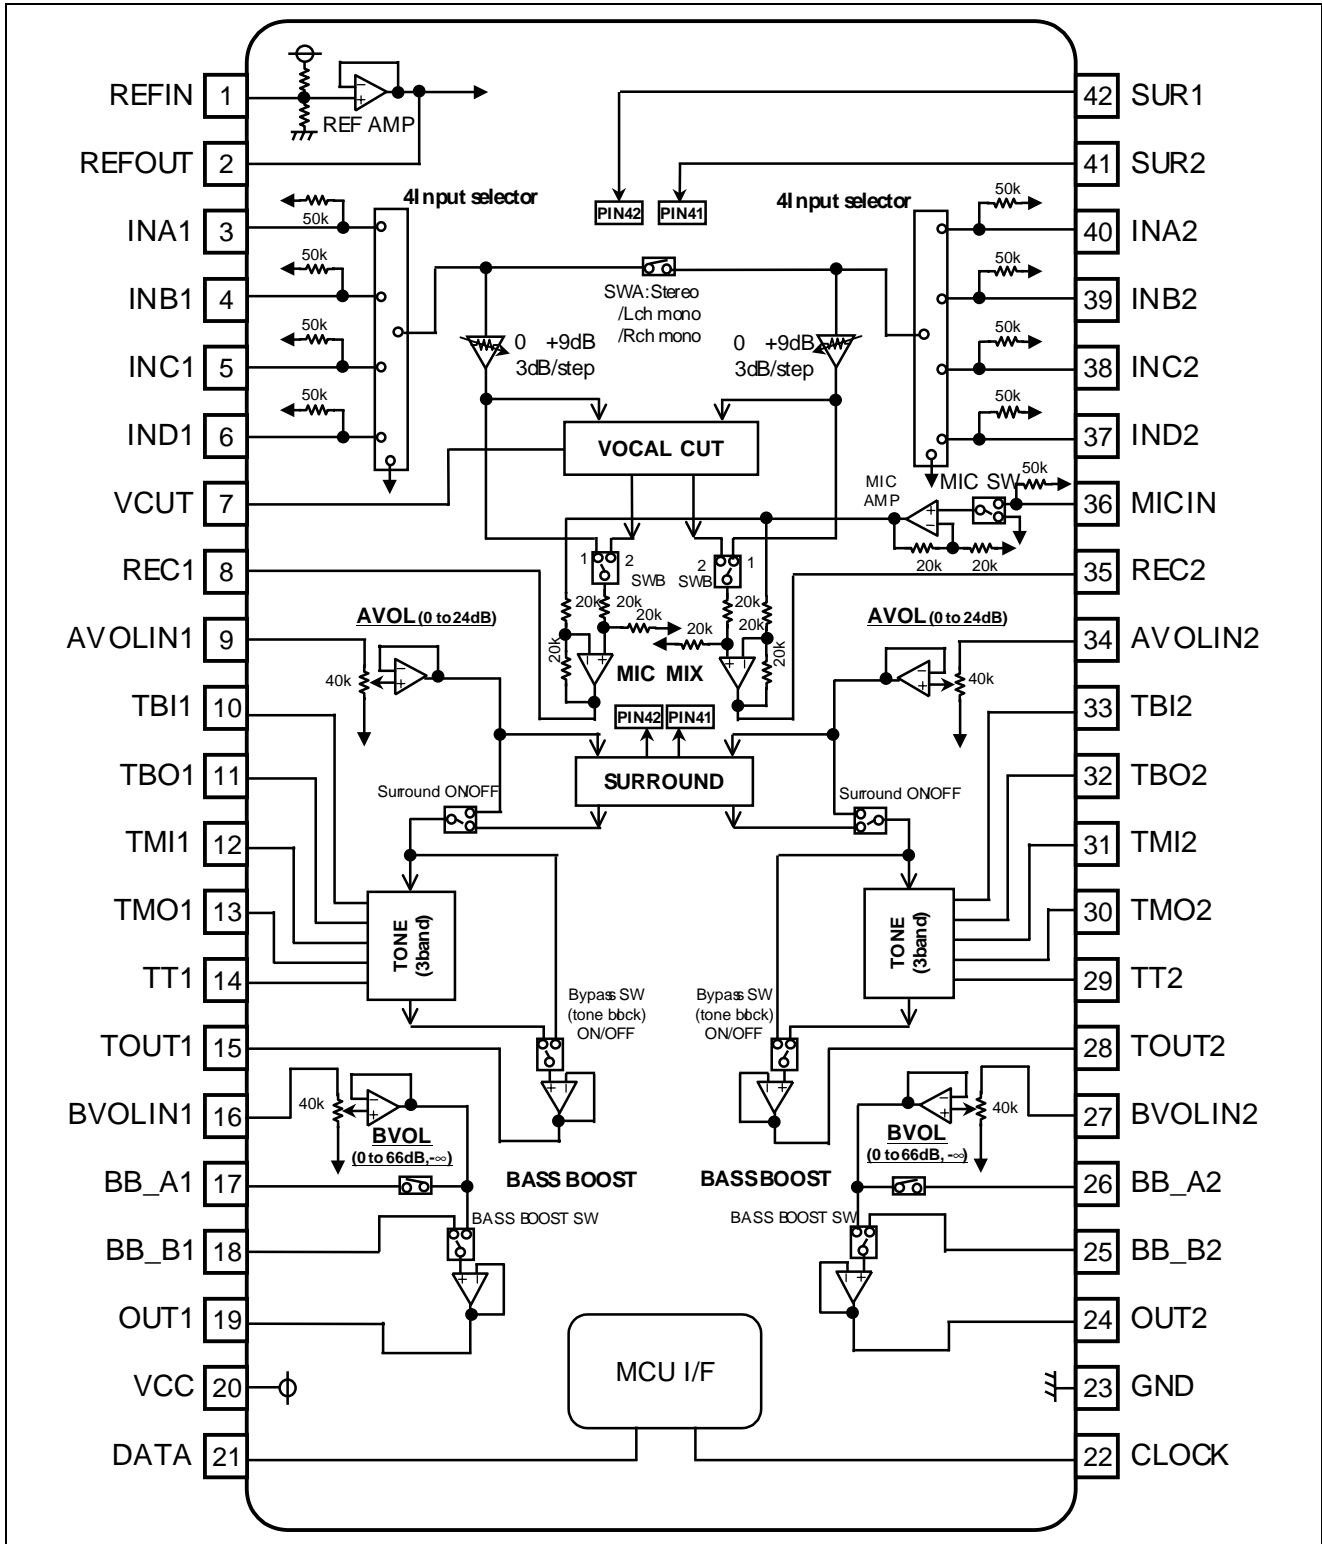 REFIN 1
REF AMP
REFOUT 2
42 SUR1
41 SUR2
PIN42 PIN41
4Input selector
4Input selector
50k
INA1 3
50k
INB1 4
50k
INC1 5
50k
IND1 6
50k
40 INA2
50k
39 INB2
50k
38 INC2
50k
37 IND2
SWA:Stereo
/Lch mono
/Rch mono
0 +9dB
3dB/step
0 +9dB
3dB/step
VOCAL CUT
VCUT 7
MIC
AMP
MIC SW
50k
36 MICIN
20k 20k
REC1 8
35 REC2
1 2
SWB
2 1
SWB
20k 20k
20k
20k
20k
20k 20k
20k
MIC MIX
AVOL (0 to 24dB)
AVOLIN1 9
40k
AVOL (0 to 24dB)
34 AVOLIN2
40k
TBI1 10
33 TBI2
PIN42 PIN41
SURROUND
TBO1 11
32 TBO2
Surround ON/OFF
Surround ON/OFF
TMI1 12
31 TMI2
TMO1 13
30 TMO2
TONE
(3band)
TONE
(3band)
TT1 14
29 TT2
Bypass SW
(tone block)
ON/OFF
Bypass SW
(tone block)
ON/OFF
TOUT1 15
28 TOUT2
BVOLIN1 16
40k
27 BVOLIN2
40k
BVOL
(0 to 66dB,-∞)
BVOL
(0 to 66dB, -∞)
BB_A1 17
BASS BOOST
BASS BOOST
26 BB_A2
BASS BOOST SW
BASS BOOST SW
BB_B1 18
25 BB_B2
OUT1 19
24 OUT2
MCU I/F
VCC 20
23 GND
DATA 21
22 CLOCK